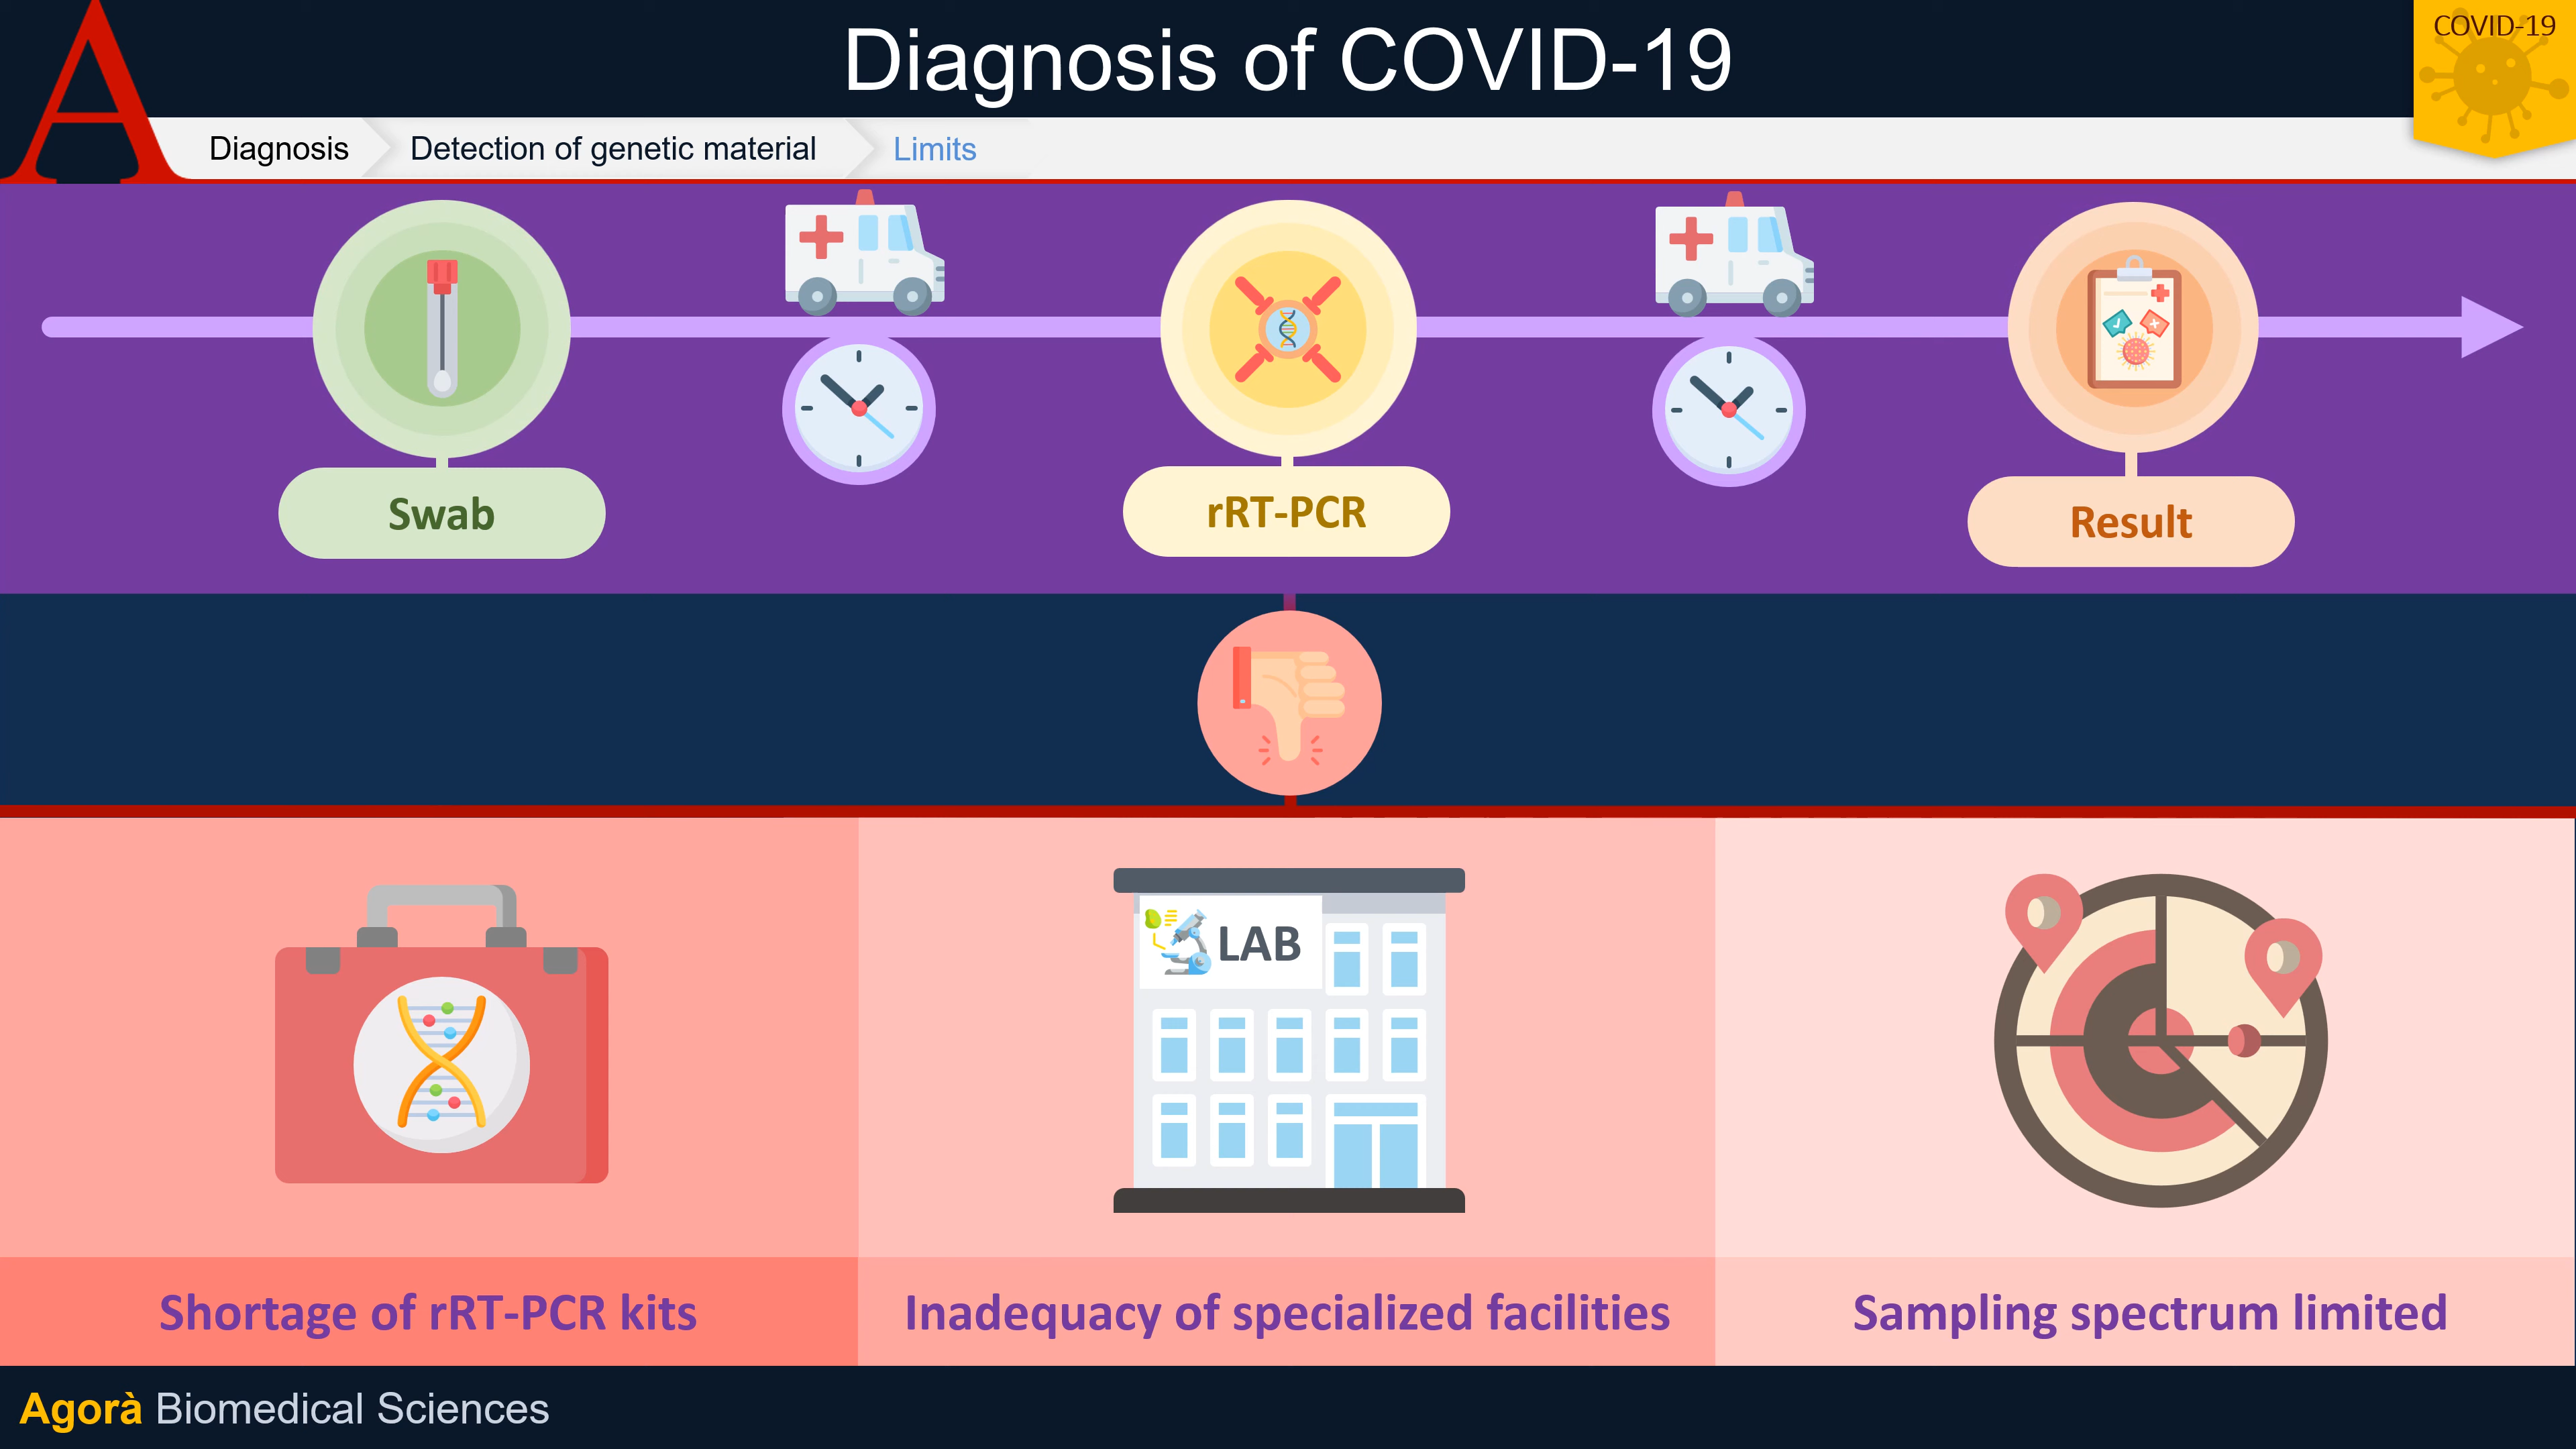 Diagnosis of COVID-19
COVID-19
A
Diagnosis
Detection of genetic material
Limits
Swab
rRT-PCR
Result
LAB
Shortage of rRT-PCR kits
Inadequacy of specialized facilities
Sampling spectrum limited
Agorà Biomedical Sciences